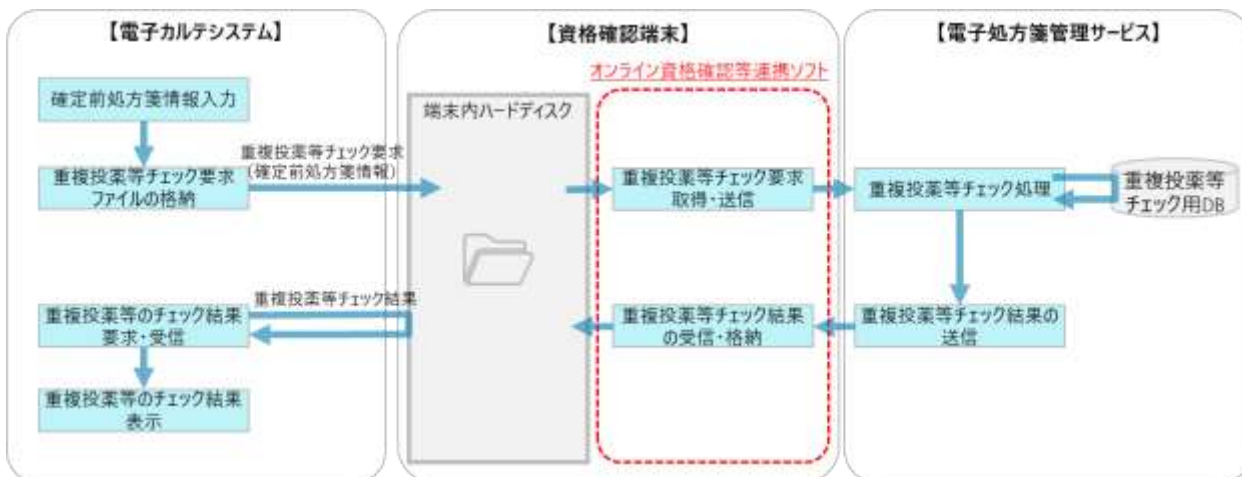 【電子カルテシステム】
【資格確認端末】
【電子処方箋管理サービス】
オンライン資格確認等連携ソフト
確定前処方箋情報入力
端末内ハードディスク
重複投薬等チェック要求
(確定前処方箋情報)
重複投薬等チェック要求
ファイルの格納
重複投薬等チェック要求
取得・送信
重複投薬等チェック処理
重複投薬等
チェック用DB
重複投薬等チェック結果
重複投薬等のチェック結果
要求・受信
重複投薬等チェック結果
の受信・格納
重複投薬等チェック結果の
送信
重複投薬等のチェック結果
表示